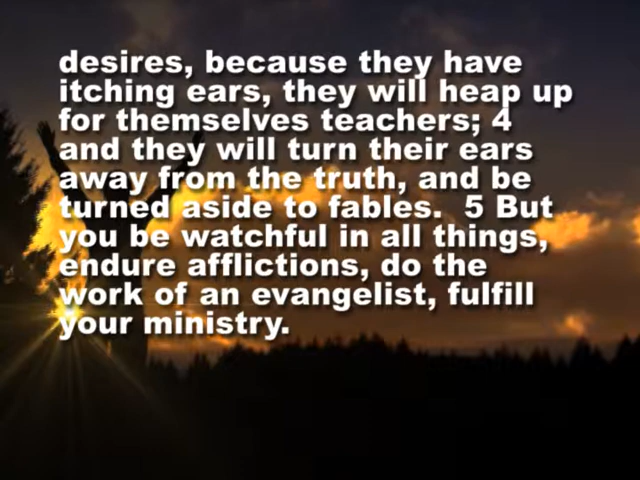 desires, because they have
itching ears, they will heap up
for themselves teachers; 4
and they will turn their ears
away from the truth, and be
turned aside to fables.  5 But
you be watchful in all things,
endure afflictions, do the
work of an evangelist, fulfill
your ministry.